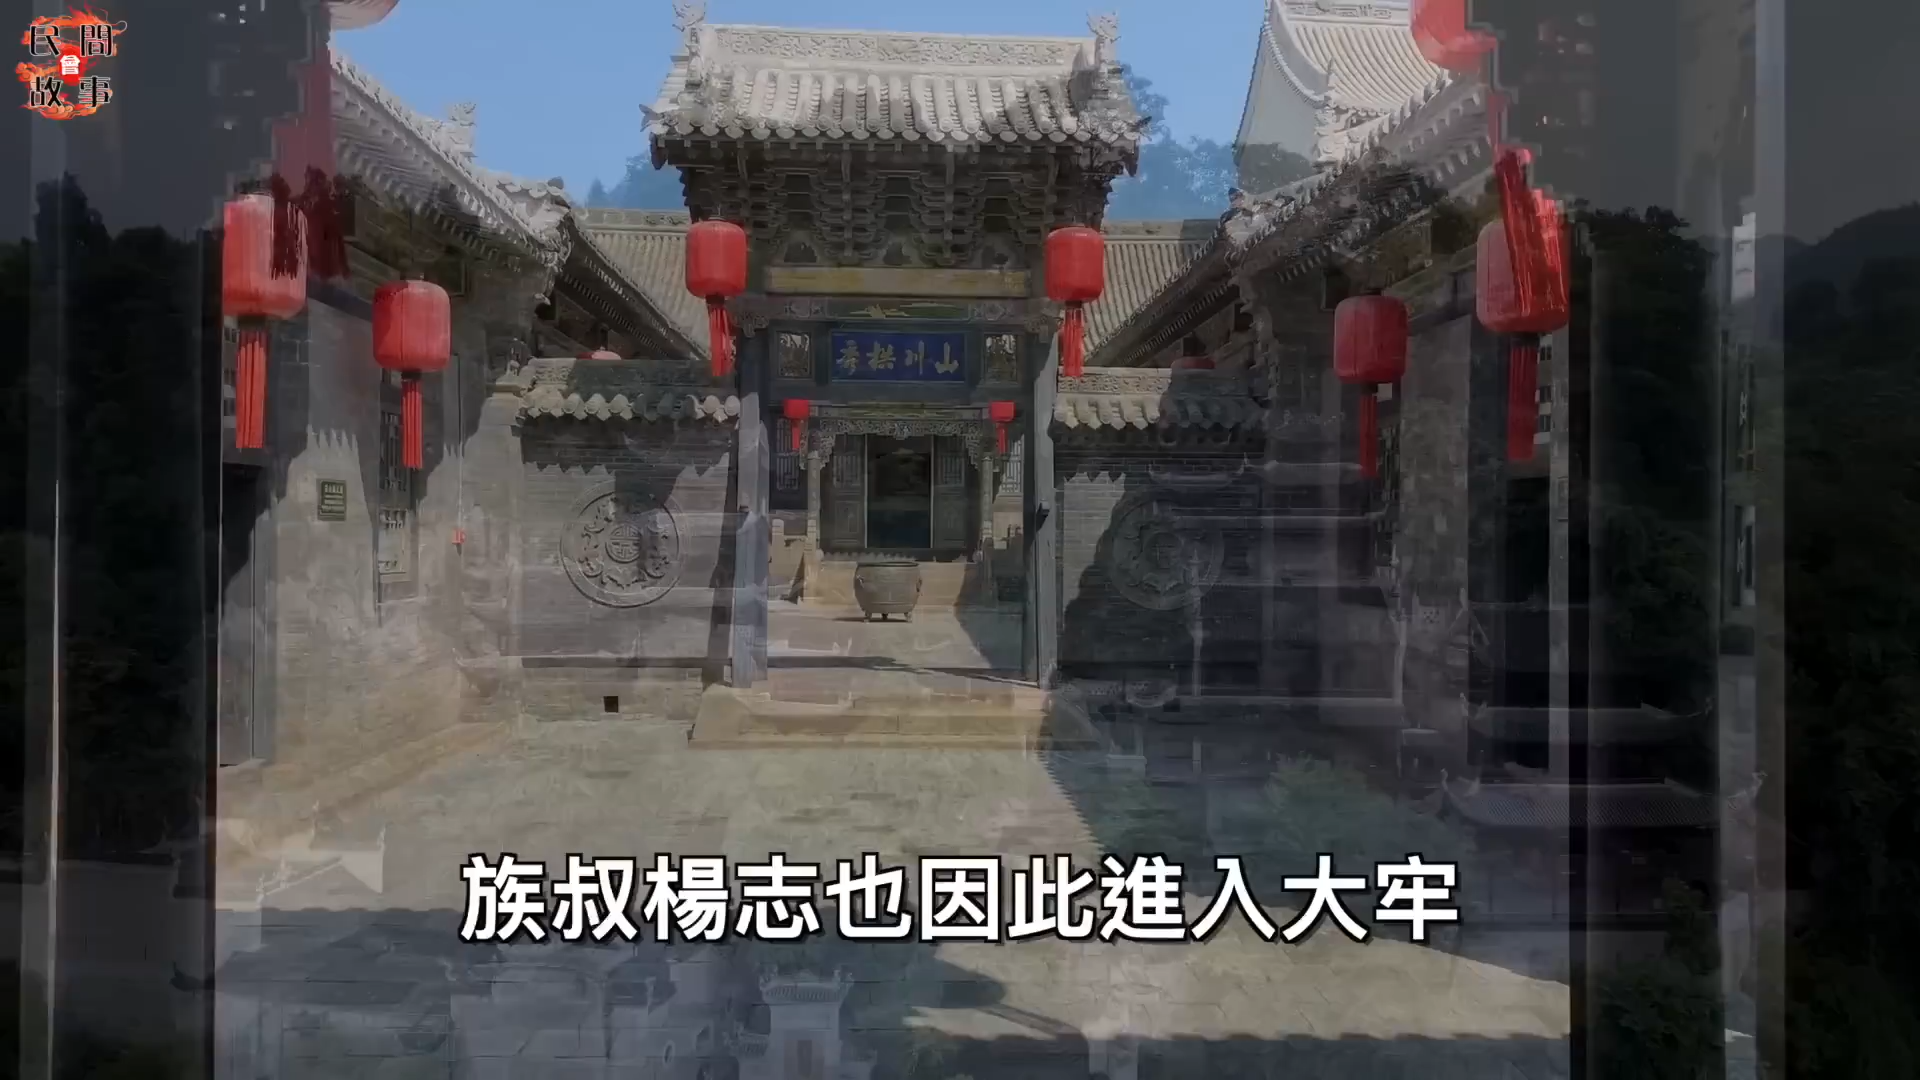 民間
會
故事
山川拱秀
族叔楊志也因此進入大牢